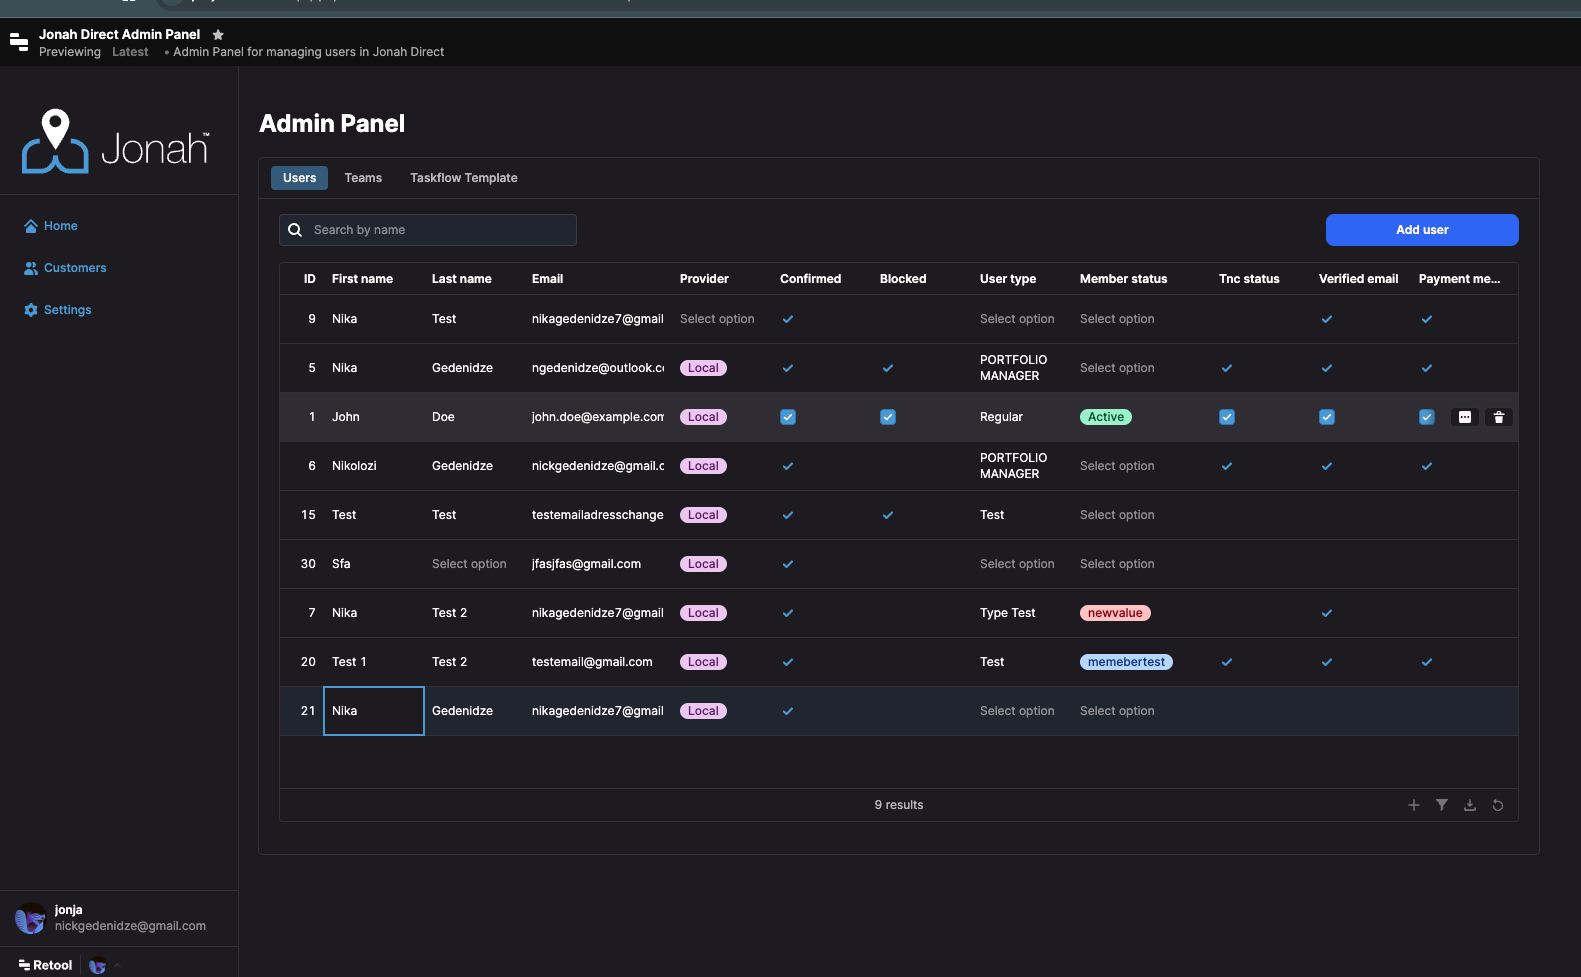 Jonah Direct Admin Panel
Previewing Latest • Admin Panel for managing users in Jonah Direct
Jonah™
Home
Customers
Settings
Admin Panel
Users Teams Taskflow Template
Search by name Add user
ID First name Last name Email Provider Confirmed Blocked User type Member status Tnc status Verified email Payment me...
9 Nika Test nikagedenidze7@gmail Select option Select option Select option
5 Nika Gedenidze ngedenidze@outlook.co Local PORTFOLIO MANAGER Select option
1 John Doe john.doe@example.com Local Regular Active
6 Nikolozi Gedenidze nickgedenidze@gmail.c Local PORTFOLIO MANAGER Select option
15 Test Test testemailadresschange Local Test Select option
30 Sfa Select option jfasjfas@gmail.com Local Select option Select option
7 Nika Test 2 nikagedenidze7@gmail Local Type Test newvalue
20 Test 1 Test 2 testemail@gmail.com Local Test memebertest
21 Nika Gedenidze nikagedenidze7@gmail Local Select option Select option
9 results
jonja
nickgedenidze@gmail.com
Retool